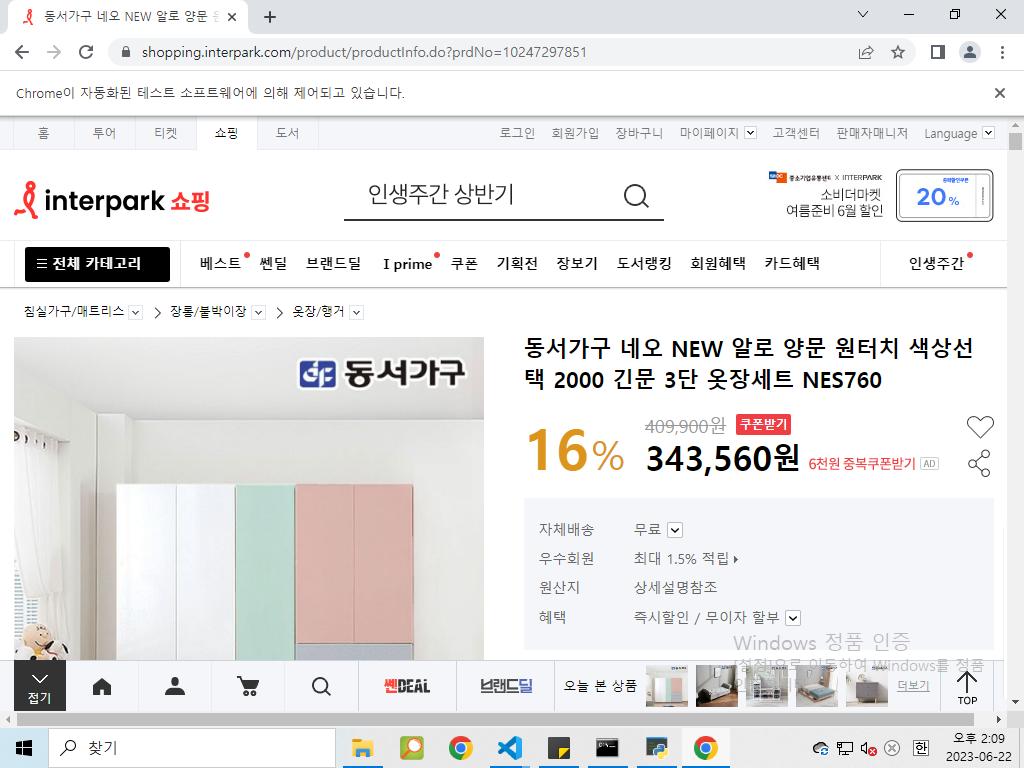 동서가구 네오 NEW 알로 양문 원
shopping.interpark.com/product/productInfo.do?prdNo=10247297851
Chrome이 자동화된 테스트 소프트웨어에 의해 제어되고 있습니다.
홈 투어 티켓 쇼핑 도서 로그인 회원가입 장바구니 마이페이지 고객센터 판매자매니저 Language
interpark 쇼핑
인생주간 상반기
중소기업유통센터 X INTERPARK
소비더마켓
여름준비 6월 할인
20%
전체 카테고리 베스트 쎈딜 브랜드딜 I prime 쿠폰 기획전 장보기 도서랭킹 회원혜택 카드혜택 인생주간
침실가구/매트리스 장롱/붙박이장 옷장/행거
동서가구
동서가구 네오 NEW 알로 양문 원터치 색상선
택 2000 긴문 3단 옷장세트 NES760
16%
409,900원 쿠폰받기
343,560원 6천원 중복쿠폰받기 AD
자체배송 무료
우수회원 최대 1.5% 적립
원산지 상세설명참조
혜택 즉시할인 / 무이자 할부
Windows 정품 인증
[설정]으로 이동하여 Windows를 정품
접기 쎈DEAL 브랜드딜 오늘 본 상품 더보기 TOP
찾기
한
오후 2:09
2023-06-22